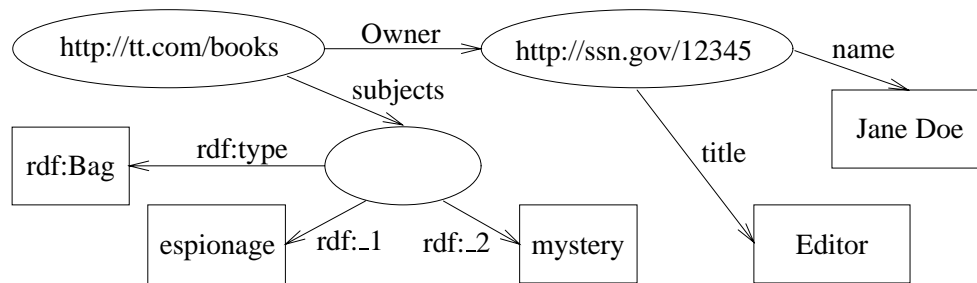 http://tt.com/books
Owner
http://ssn.gov/12345
name
subjects
Jane Doe
rdf:Bag
rdf:type
title
espionage
rdf:_1
rdf:_2
mystery
Editor